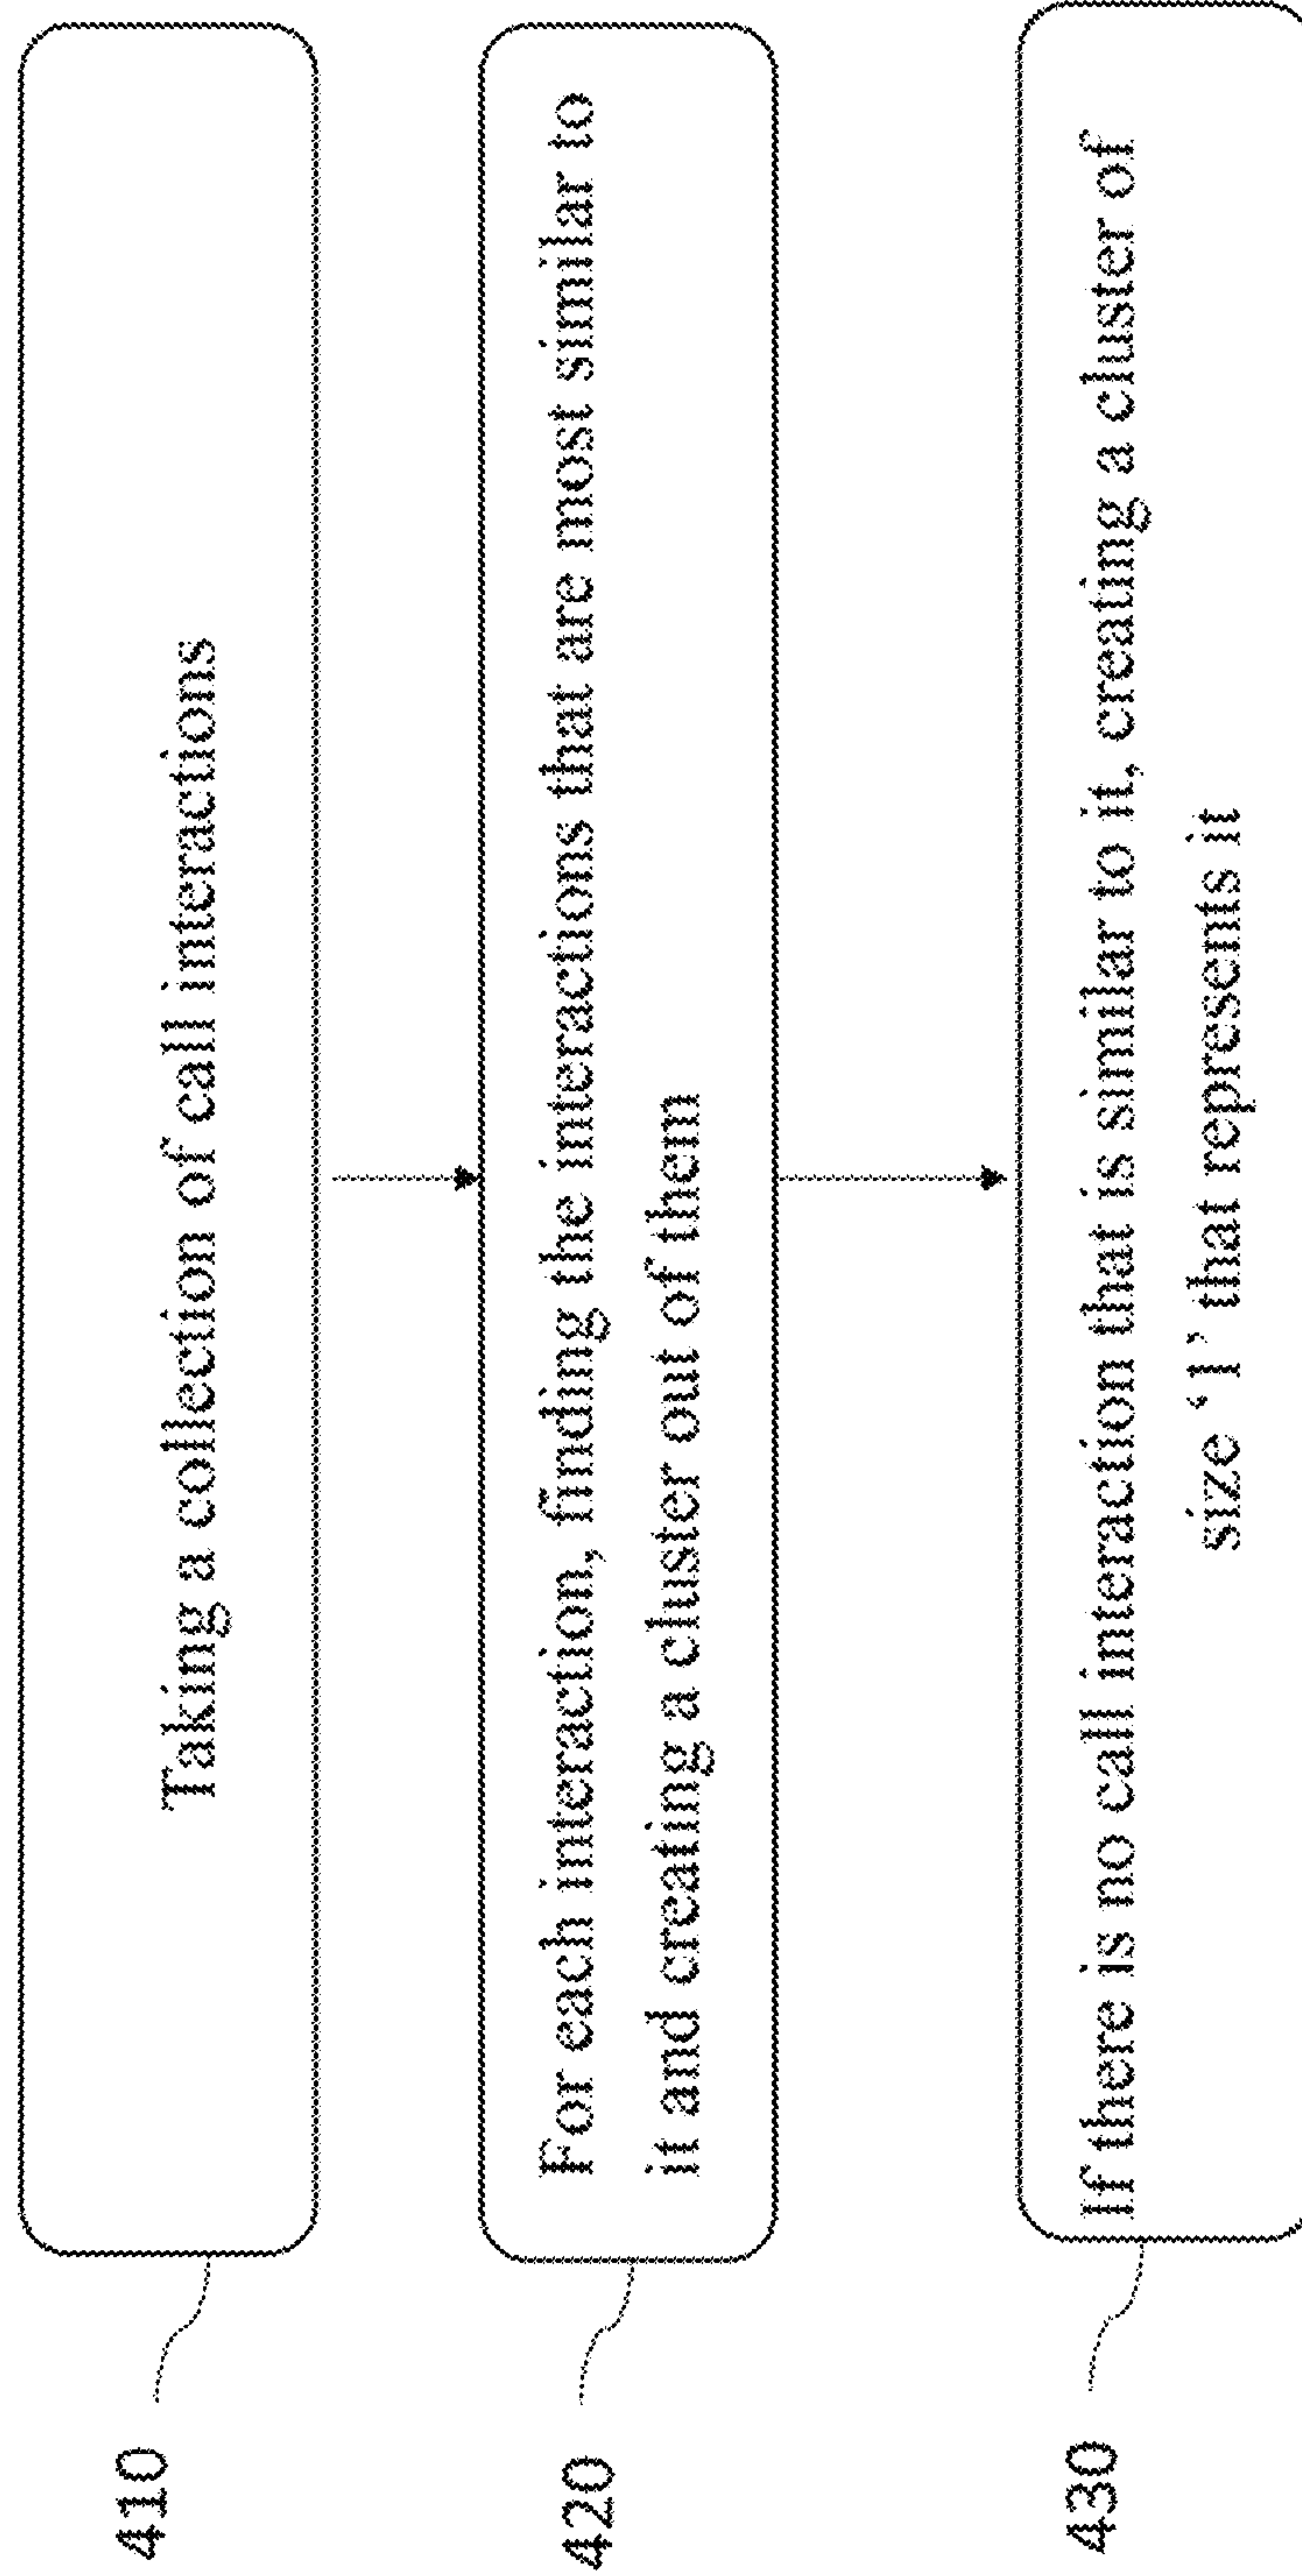 410
Taking a collection of call interactions
420
For each interaction, finding the interactions that are most similar to
it and creating a cluster out of them
430
If there is no call interaction that is similar to it, creating a cluster of
size ‘1’ that represents it